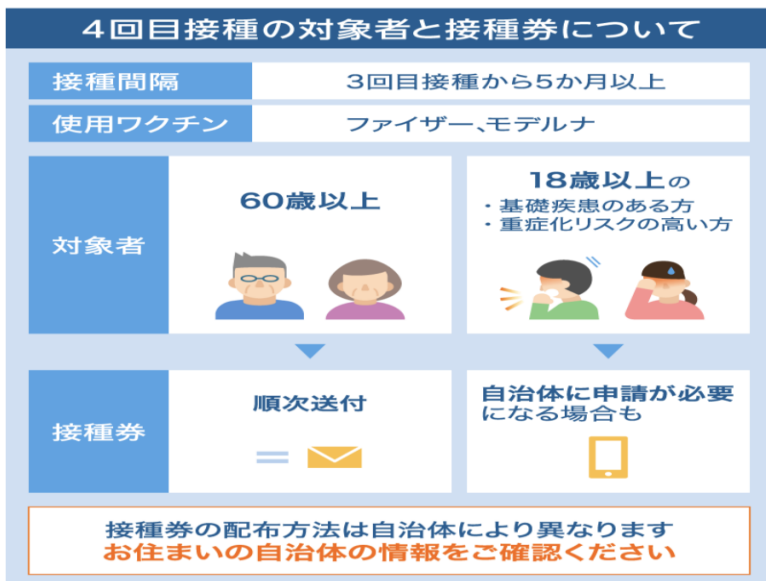 4回目接種の対象者と接種券について
接種間隔
3回目接種から5か月以上
使用ワクチン
ファイザー、モデルナ
対象者
60歳以上
18歳以上の
・基礎疾患のある方
・重症化リスクの高い方
接種券
順次送付
自治体に申請が必要
になる場合も
接種券の配布方法は自治体により異なります
お住まいの自治体の情報をご確認ください